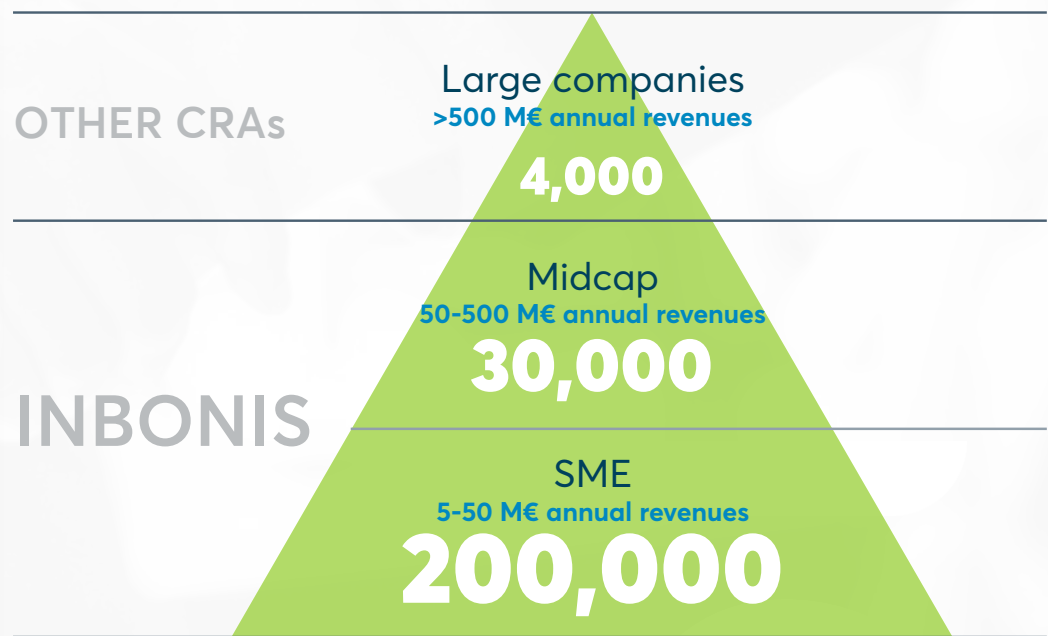 OTHER CRAs
Large companies
>500 M€ annual revenues
4,000
INBONIS
Midcap
50-500 M€ annual revenues
30,000
SME
5-50 M€ annual revenues
200,000